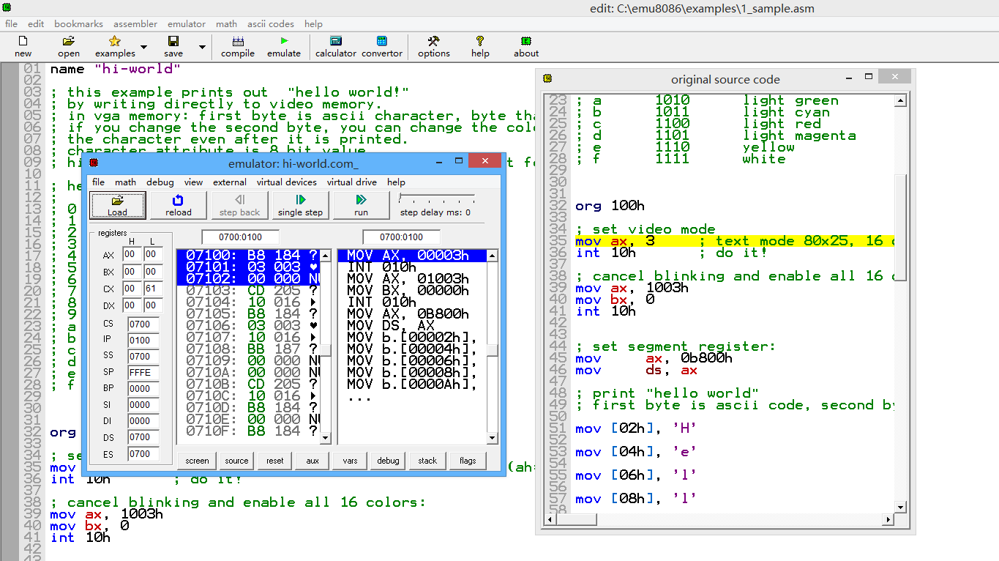 edit: C:\emu8086\examples\1_sample.asm
file edit bookmarks assembler emulator math ascii codes help
new open examples save compile emulate calculator convertor options help about
01 name "hi-world"
02
03 ; this example prints out "hello world!"
04 ; by writing directly to video memory.
05 ; in vga memory: first byte is ascii character, byte tha
06 ; if you change the second byte, you can change the colo
07 ; the character even after it is printed.
08 ; character attribute is 8 bit value,
09 ; hi
10
11 ; he
12 ;
13 ; 0
14 ; 1
15 ; 2
16 ; 3
17 ; 4
18 ; 5
19 ; 6
20 ; 7
21 ; 8
22 ; 9
23 ; a
24 ; b
25 ; c
26 ; d
27 ; e
28 ; f
29
30
31
32 org
33
34 ; se
35 mov (ah=
36 int 10h ; do it!
37
38 ; cancel blinking and enable all 16 colors:
39 mov ax, 1003h
40 mov bx, 0
41 int 10h
42
emulator: hi-world.com_
file math debug view external virtual devices virtual drive help
Load reload step back single step run step delay ms: 0
registers
H L
AX 00 00
BX 00 00
CX 00 61
DX 00 00
CS 0700
IP 0100
SS 0700
SP FFFE
BP 0000
SI 0000
DI 0000
DS 0700
ES 0700
0700:0100
07100: B8 184 ?
07101: 03 003 ♥
07102: 00 000 NU
07103: CD 205 ?
07104: 10 016 ►
07105: B8 184 ?
07106: 03 003 ♥
07107: 10 016 ►
07108: BB 187 ?
07109: 00 000 NU
0710A: 00 000 NU
0710B: CD 205 ?
0710C: 10 016 ►
0710D: B8 184 ?
0710E: 00 000 NU
0710F: B8 184 ?
0700:0100
MOV AX, 00003h
INT 010h
MOV AX, 01003h
MOV BX, 00000h
INT 010h
MOV AX, 0B800h
MOV DS, AX
MOV b.[00002h],
MOV b.[00004h],
MOV b.[00006h],
MOV b.[00008h],
MOV b.[0000Ah],
...
screen source reset aux vars debug stack flags
original source code
23 ; a 1010 light green
24 ; b 1011 light cyan
25 ; c 1100 light red
26 ; d 1101 light magenta
27 ; e 1110 yellow
28 ; f 1111 white
29
30
31
32 org 100h
33
34 ; set video mode
35 mov ax, 3 ; text mode 80x25, 16 c
36 int 10h ; do it!
37
38 ; cancel blinking and enable all 16 c
39 mov ax, 1003h
40 mov bx, 0
41 int 10h
42
43
44 ; set segment register:
45 mov ax, 0b800h
46 mov ds, ax
47
48 ; print "hello world"
49 ; first byte is ascii code, second by
50
51 mov [02h], 'H'
52
53 mov [04h], 'e'
54
55 mov [06h], 'l'
56
57 mov [08h], 'l'
58